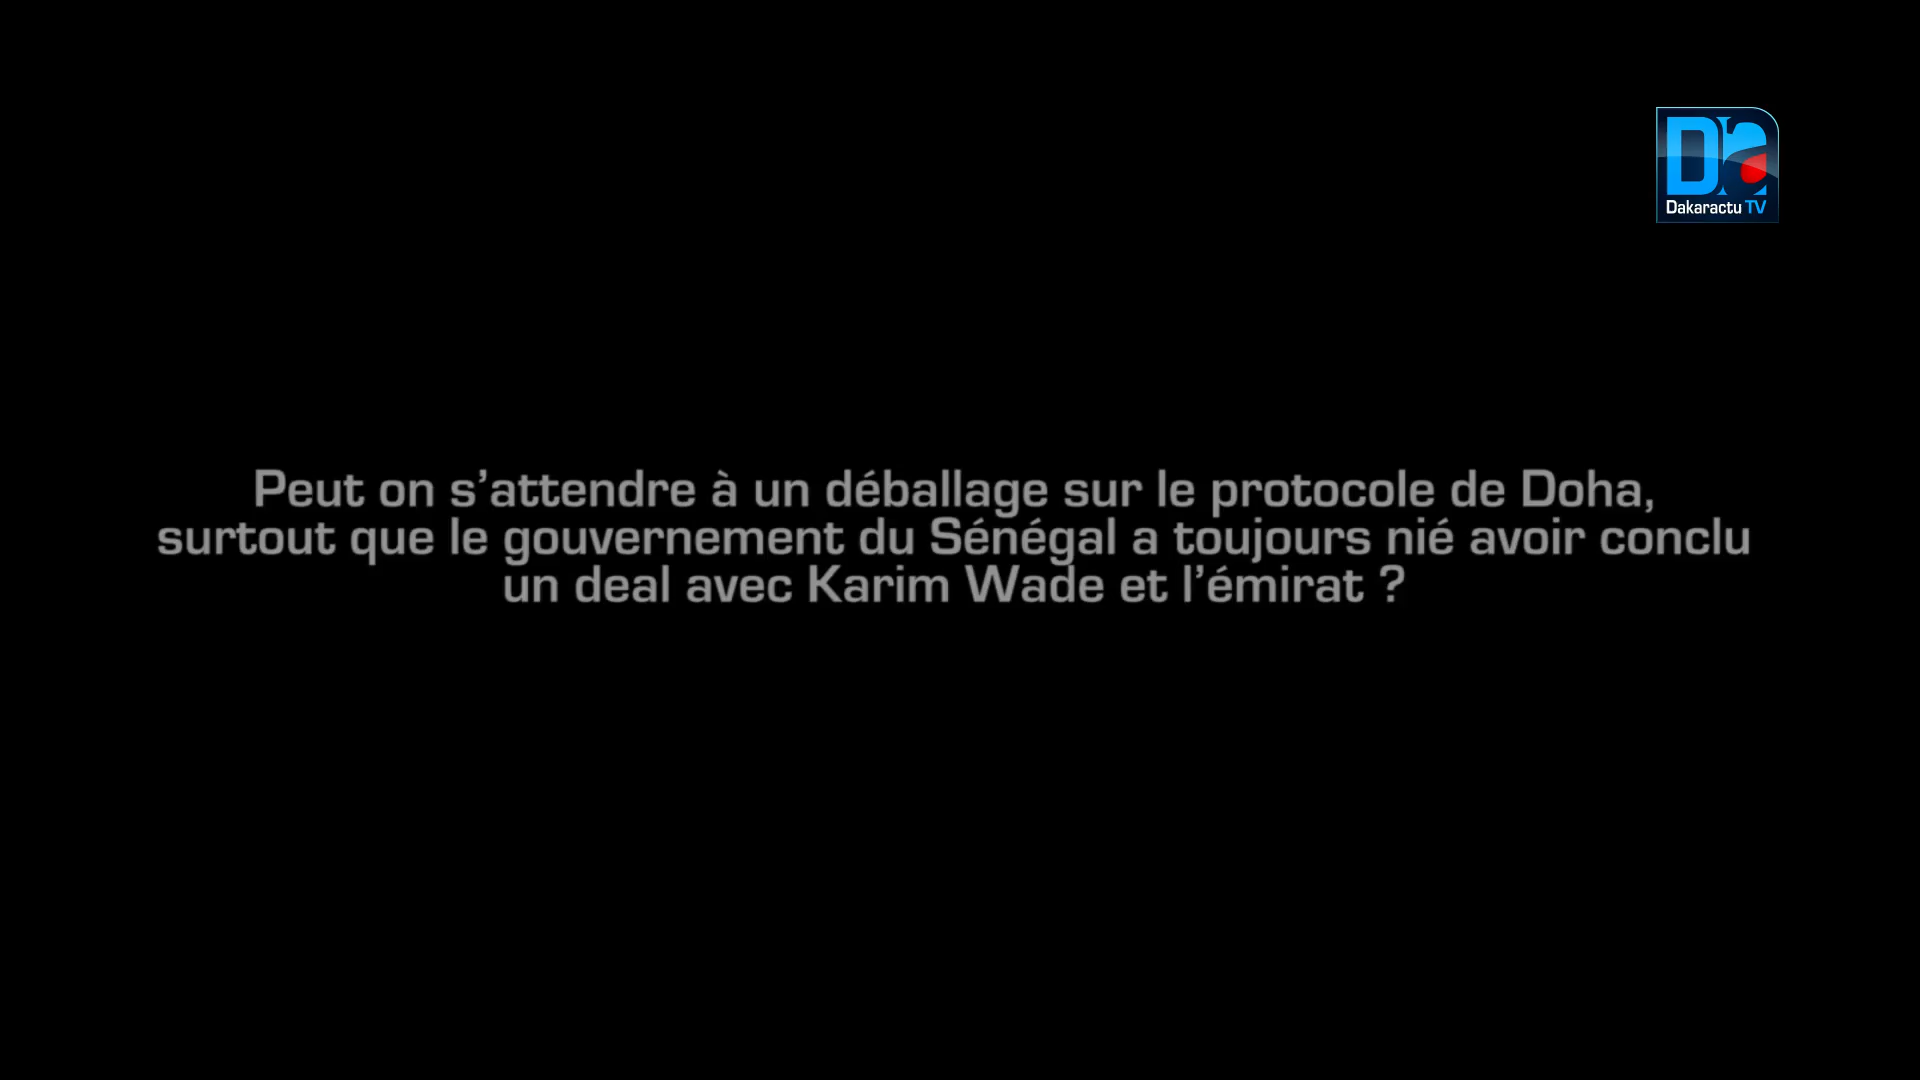 Da
Dakaractu TV
Peut on s’attendre à un déballage sur le protocole de Doha,
surtout que le gouvernement du Sénégal a toujours nié avoir conclu
un deal avec Karim Wade et l’émirat ?